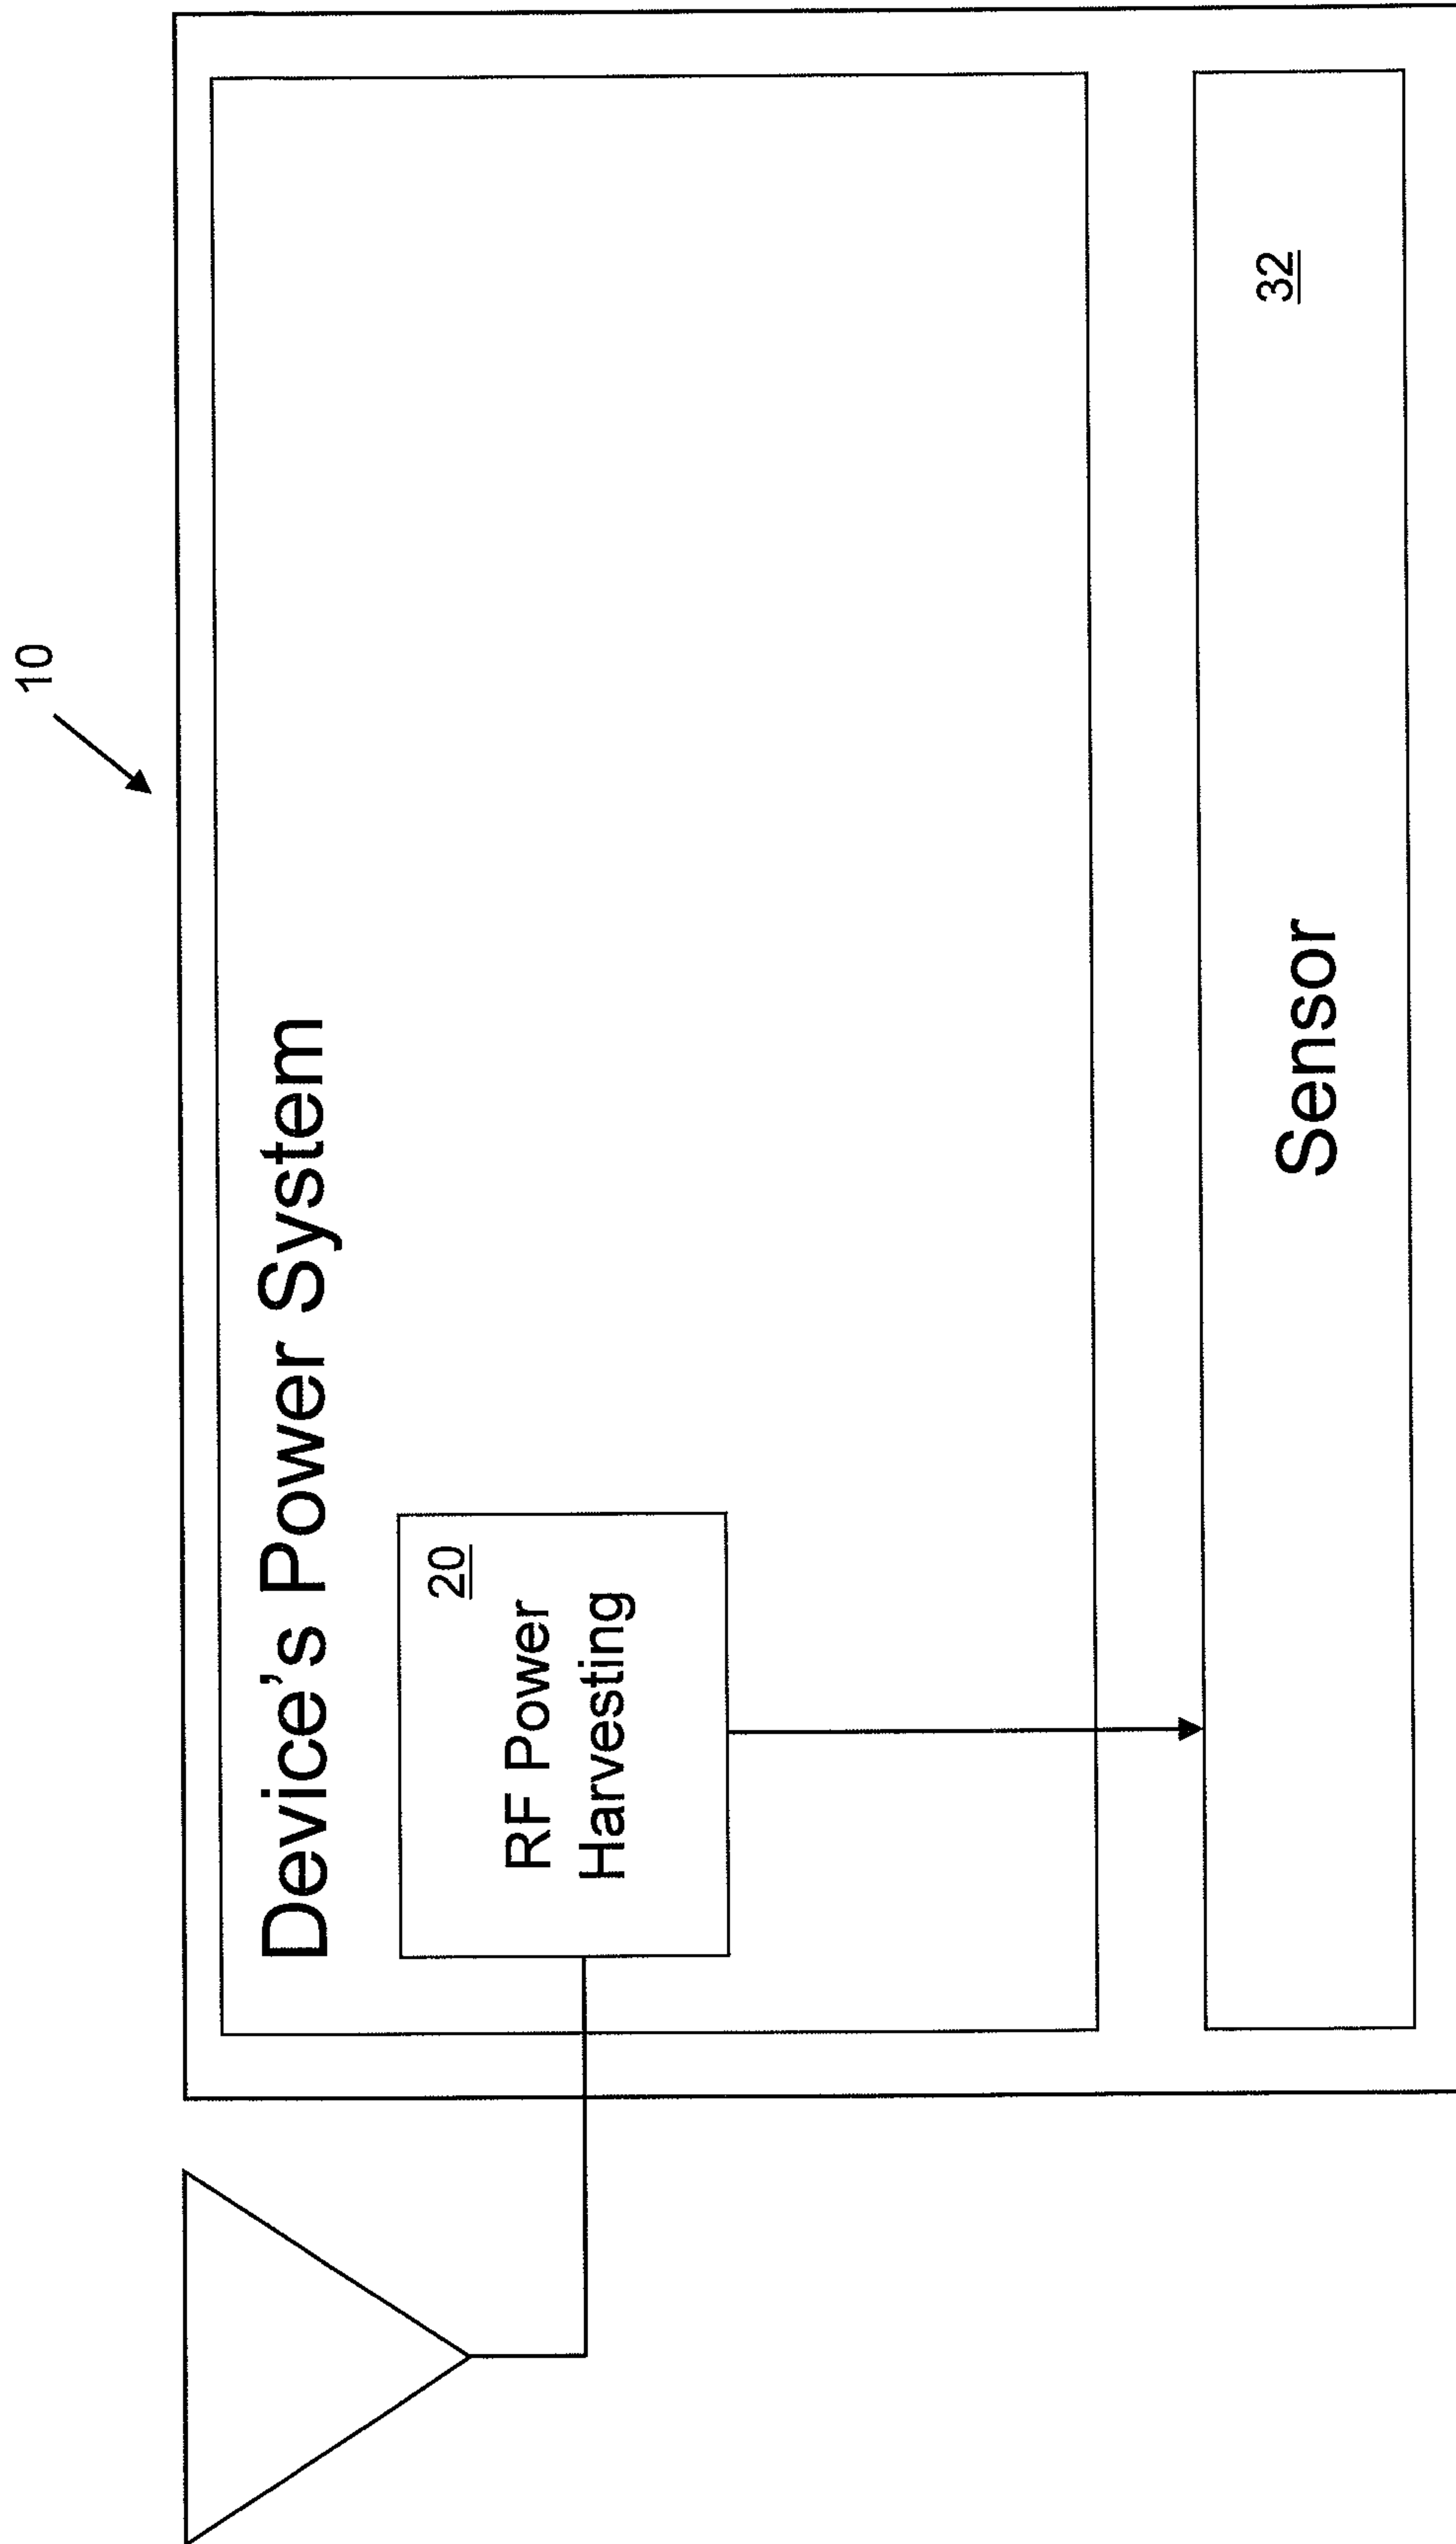 10
Device's Power System
20
RF Power
Harvesting
32
Sensor